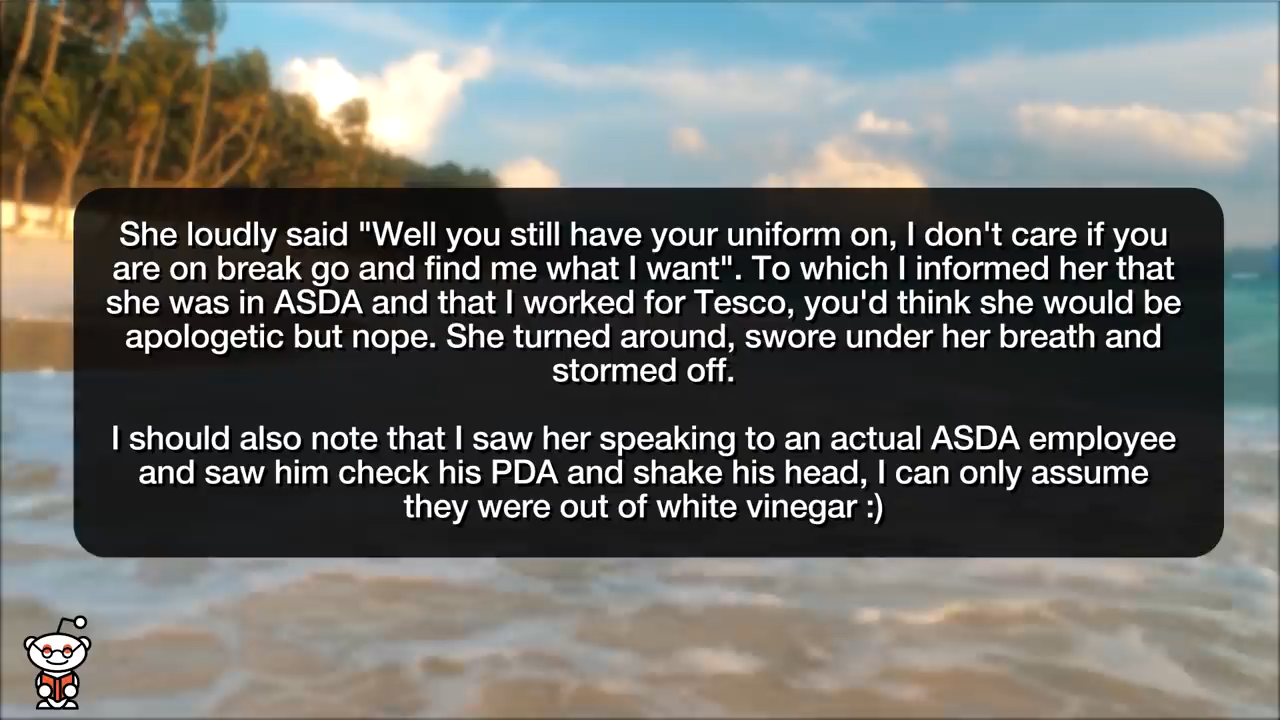 She loudly said "Well you still have your uniform on, I don't care if you
are on break go and find me what I want". To which I informed her that
she was in ASDA and that I worked for Tesco, you'd think she would be
apologetic but nope. She turned around, swore under her breath and
stormed off.
I should also note that I saw her speaking to an actual ASDA employee
and saw him check his PDA and shake his head, I can only assume
they were out of white vinegar :)